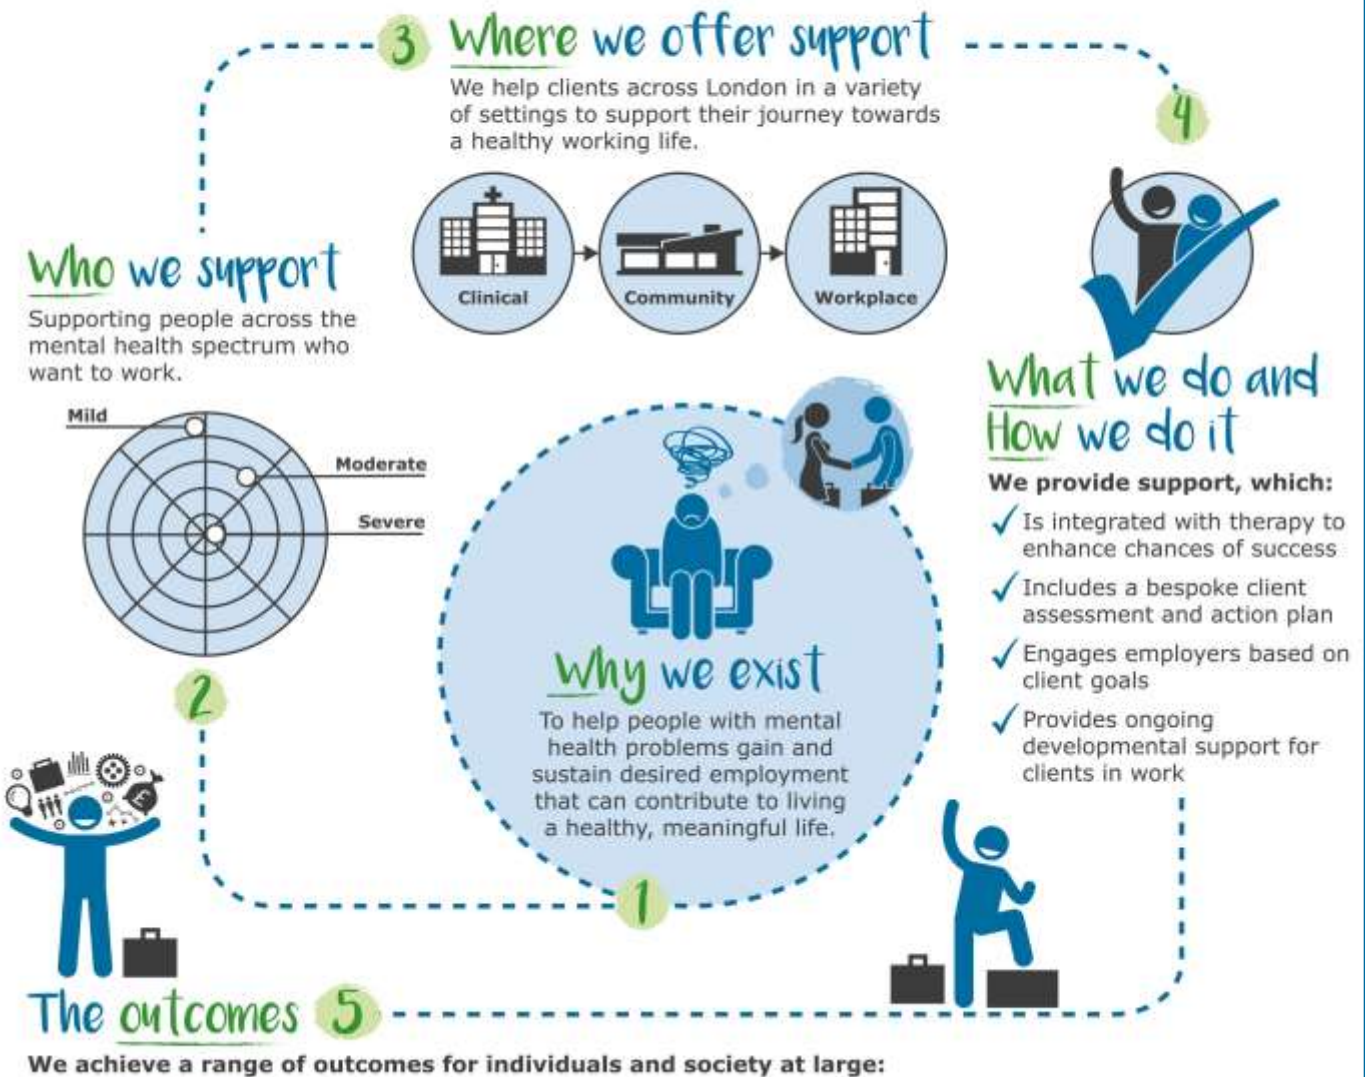 1
Why we exist
To help people with mental
health problems gain and
sustain desired employment
that can contribute to living
a healthy, meaningful life.
2
Who we support
Supporting people across the
mental health spectrum who
want to work.
Mild
Moderate
Severe
3 Where we offer support
We help clients across London in a variety
of settings to support their journey towards
a healthy working life.
Clinical
Community
Workplace
4
What we do and
How we do it
We provide support, which:
Is integrated with therapy to
enhance chances of success
Includes a bespoke client
assessment and action plan
Engages employers based on
client goals
Provides ongoing
developmental support for
clients in work
£
The outcomes 5
We achieve a range of outcomes for individuals and society at large: